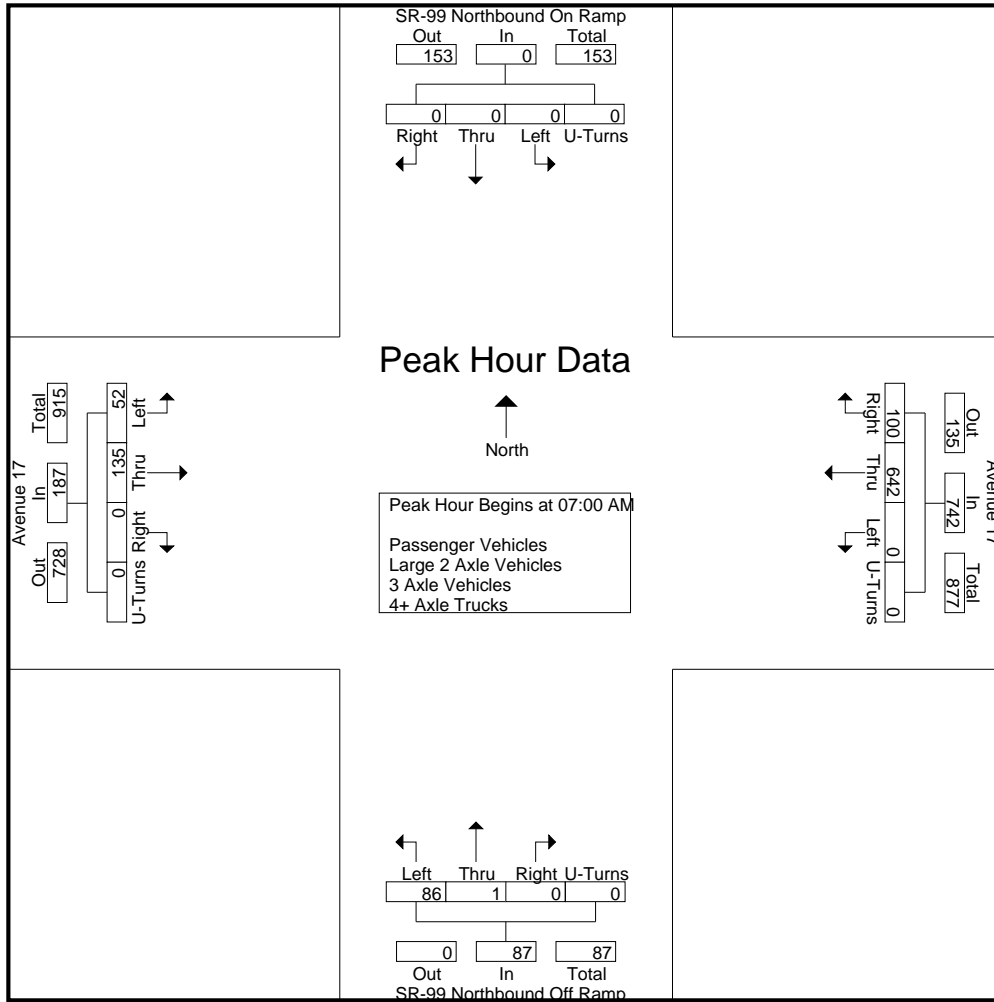 SR-99 Northbound On Ramp
Out In Total
153 0 153
0 0 0 0
Right Thru Left U-Turns
Peak Hour Data
North
Peak Hour Begins at 07:00 AM
Passenger Vehicles
Large 2 Axle Vehicles
3 Axle Vehicles
4+ Axle Trucks
Avenue 17
Out In Total
728 187 915
0 0 135 52
U-Turns Right Thru Left
Avenue 17
Out In Total
135 742 877
100 642 0 0
Right Thru Left U-Turns
Left Thru Right U-Turns
86 1 0 0
0 87 87
Out In Total
SR-99 Northbound Off Ramp